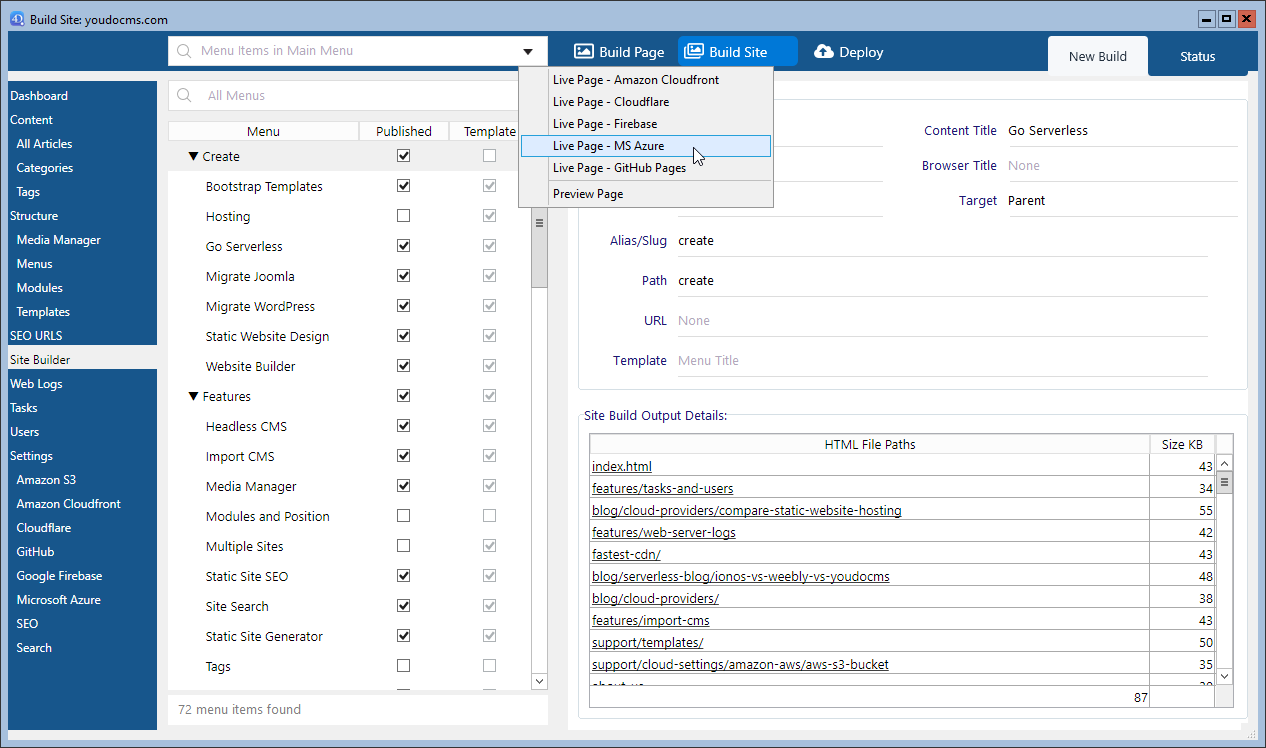 Build Site: youdocms.com
Menu Items in Main Menu
Build Page
Build Site
Deploy
New Build
Status
Dashboard
Content
All Articles
Categories
Tags
Structure
Media Manager
Menus
Modules
Templates
SEO URLS
Site Builder
Web Logs
Tasks
Users
Settings
Amazon S3
Amazon Cloudfront
Cloudflare
GitHub
Google Firebase
Microsoft Azure
SEO
Search
All Menus
Menu Published Template
Create
Bootstrap Templates
Hosting
Go Serverless
Migrate Joomla
Migrate WordPress
Static Website Design
Website Builder
Features
Headless CMS
Import CMS
Media Manager
Modules and Position
Multiple Sites
Static Site SEO
Site Search
Static Site Generator
Tags
72 menu items found
Live Page - Amazon Cloudfront
Live Page - Cloudflare
Live Page - Firebase
Live Page - MS Azure
Live Page - GitHub Pages
Preview Page
Content Title Go Serverless
Browser Title None
Target Parent
Alias/Slug create
Path create
URL None
Template Menu Title
Site Build Output Details:
HTML File Paths Size KB
index.html 43
features/tasks-and-users 34
blog/cloud-providers/compare-static-website-hosting 55
features/web-server-logs 42
fastest-cdn/ 43
blog/serverless-blog/ionos-vs-weebly-vs-youdocms 48
blog/cloud-providers/ 38
features/import-cms 43
support/templates/ 50
support/cloud-settings/amazon-aws/aws-s3-bucket 35
87